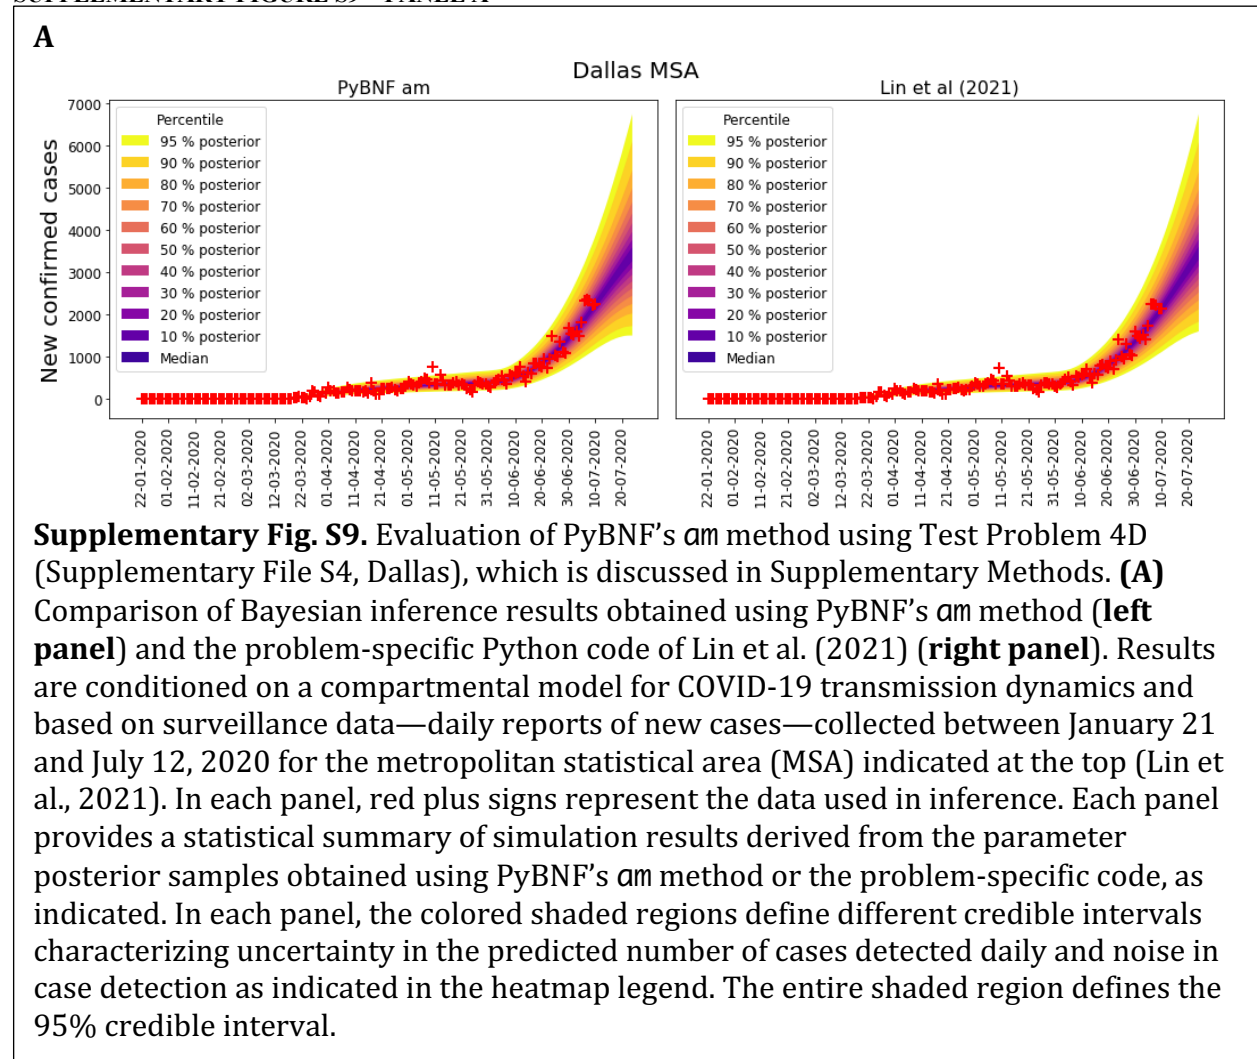 SUPPLEMENTARY FIGURE S9 - PANEL A
A
Dallas MSA
PyBNF am
Lin et al (2021)
New confirmed cases
7000
6000
5000
4000
3000
2000
1000
0
Percentile
95 % posterior
90 % posterior
80 % posterior
70 % posterior
60 % posterior
50 % posterior
40 % posterior
30 % posterior
20 % posterior
10 % posterior
Median
Percentile
95 % posterior
90 % posterior
80 % posterior
70 % posterior
60 % posterior
50 % posterior
40 % posterior
30 % posterior
20 % posterior
10 % posterior
Median
22-01-2020
01-02-2020
11-02-2020
21-02-2020
02-03-2020
12-03-2020
22-03-2020
01-04-2020
11-04-2020
21-04-2020
01-05-2020
11-05-2020
21-05-2020
31-05-2020
10-06-2020
20-06-2020
30-06-2020
10-07-2020
20-07-2020
22-01-2020
01-02-2020
11-02-2020
21-02-2020
02-03-2020
12-03-2020
22-03-2020
01-04-2020
11-04-2020
21-04-2020
01-05-2020
11-05-2020
21-05-2020
31-05-2020
10-06-2020
20-06-2020
30-06-2020
10-07-2020
20-07-2020
Supplementary Fig. S9. Evaluation of PyBNF's am method using Test Problem 4D
(Supplementary File S4, Dallas), which is discussed in Supplementary Methods. (A)
Comparison of Bayesian inference results obtained using PyBNF's am method (left
panel) and the problem-specific Python code of Lin et al. (2021) (right panel). Results
are conditioned on a compartmental model for COVID-19 transmission dynamics and
based on surveillance data—daily reports of new cases—collected between January 21
and July 12, 2020 for the metropolitan statistical area (MSA) indicated at the top (Lin et
al., 2021). In each panel, red plus signs represent the data used in inference. Each panel
provides a statistical summary of simulation results derived from the parameter
posterior samples obtained using PyBNF's am method or the problem-specific code, as
indicated. In each panel, the colored shaded regions define different credible intervals
characterizing uncertainty in the predicted number of cases detected daily and noise in
case detection as indicated in the heatmap legend. The entire shaded region defines the
95% credible interval.